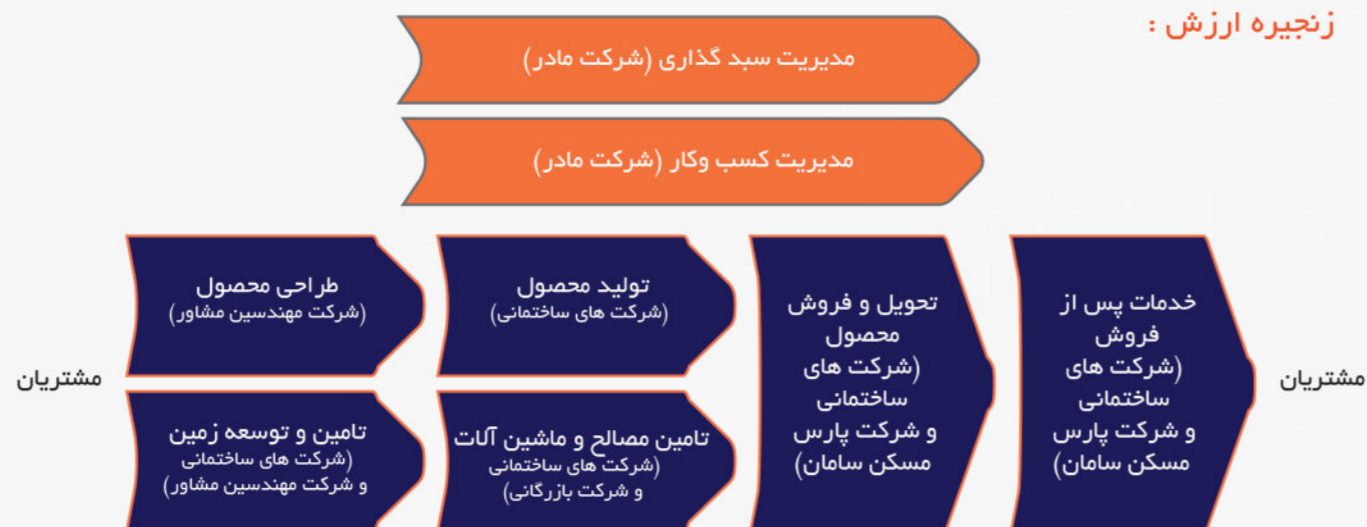 زنجیره ارزش :
مدیریت سبد گذاری (شرکت مادر)
مدیریت کسب وکار (شرکت مادر)
مشتریان
طراحی محصول
(شرکت مهندسین مشاور)
تامین و توسعه زمین
(شرکت های ساختمانی
و شرکت مهندسین مشاور)
تولید محصول
(شرکت های ساختمانی)
تامین مصالح و ماشین آلات
(شرکت های ساختمانی
و شرکت بازرگانی)
تحویل و فروش
محصول
(شرکت های
ساختمانی
و شرکت پارس
مسکن سامان)
خدمات پس از
فروش
(شرکت های
ساختمانی
و شرکت پارس
مسکن سامان)
مشتریان